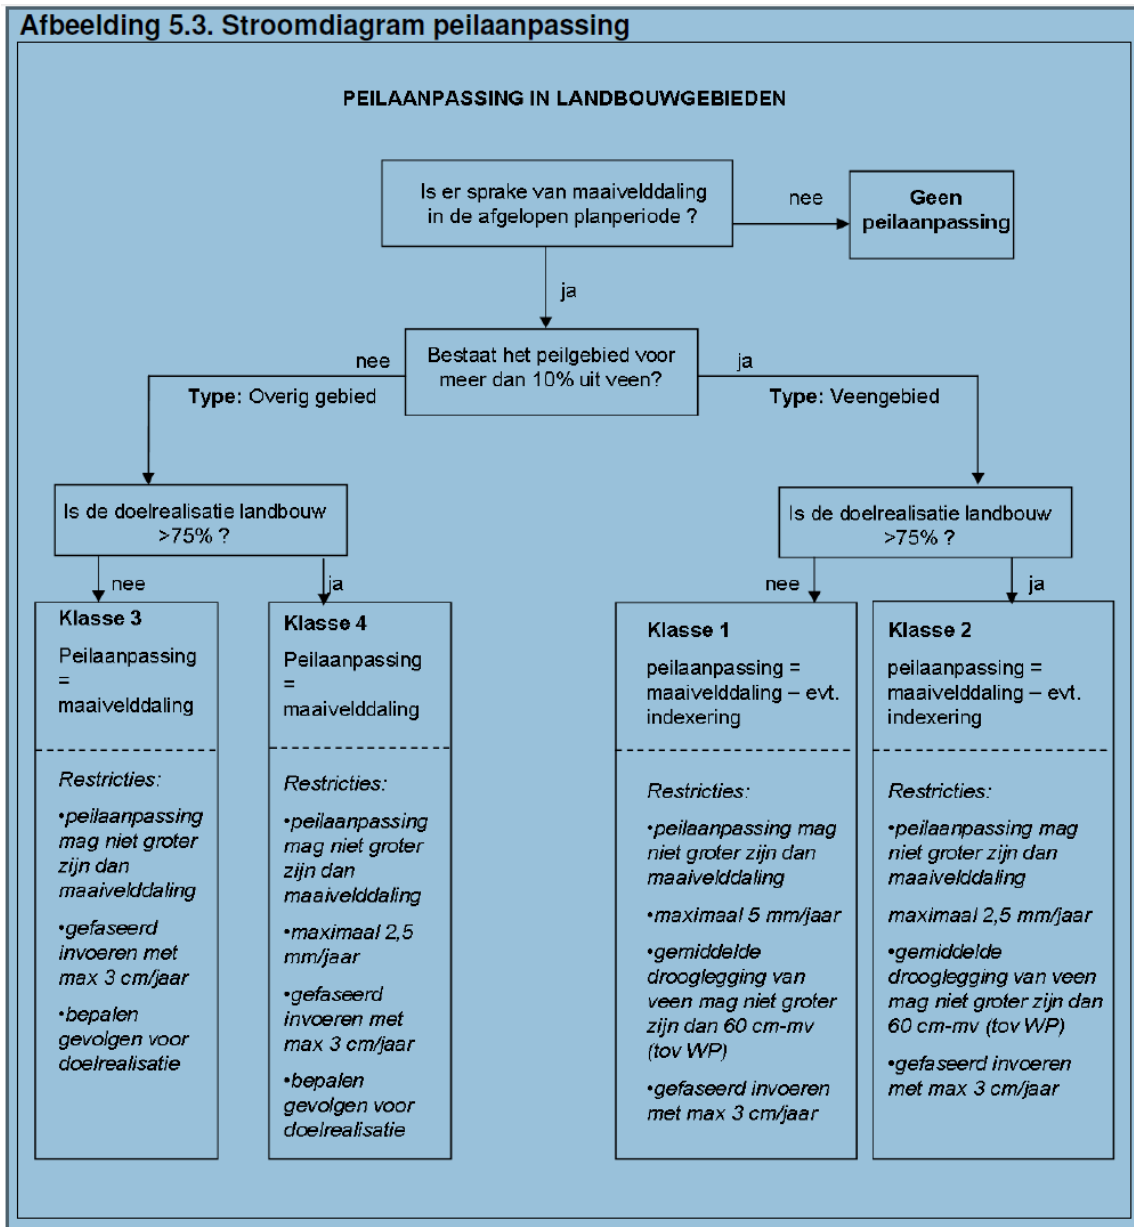 Afbeelding 5.3. Stroomdiagram peilaanpassing
PEILAANPASSING IN LANDBOUWGEBIEDEN
Is er sprake van maaivelddaling
in de afgelopen planperiode ?
nee
Geen
peilaanpassing
ja
Bestaat het peilgebied voor
meer dan 10% uit veen?
nee
Type: Overig gebied
ja
Type: Veengebied
Is de doelrealisatie landbouw
>75% ?
nee
ja
Is de doelrealisatie landbouw
>75% ?
nee
ja
Klasse 3
Peilaanpassing
=
maaivelddaling
Restricties:
•peilaanpassing
mag niet groter
zijn dan
maaivelddaling
•gefaseerd
invoeren met
max 3 cm/jaar
•bepalen
gevolgen voor
doelrealisatie
Klasse 4
Peilaanpassing
=
maaivelddaling
Restricties:
•peilaanpassing
mag niet groter
zijn dan
maaivelddaling
•maximaal 2,5
mm/jaar
•gefaseerd
invoeren met
max 3 cm/jaar
•bepalen
gevolgen voor
doelrealisatie
Klasse 1
peilaanpassing =
maaivelddaling – evt.
indexering
Restricties:
•peilaanpassing mag
niet groter zijn dan
maaivelddaling
•maximaal 5 mm/jaar
•gemiddelde
drooglegging van
veen mag niet groter
zijn dan 60 cm-mv
(tov WP)
•gefaseerd invoeren
met max 3 cm/jaar
Klasse 2
peilaanpassing =
maaivelddaling – evt.
indexering
Restricties:
•peilaanpassing mag
niet groter zijn dan
maaivelddaling
maximaal 2,5 mm/jaar
•gemiddelde
drooglegging van veen
mag niet groter zijn dan
60 cm-mv (tov WP)
•gefaseerd invoeren
met max 3 cm/jaar